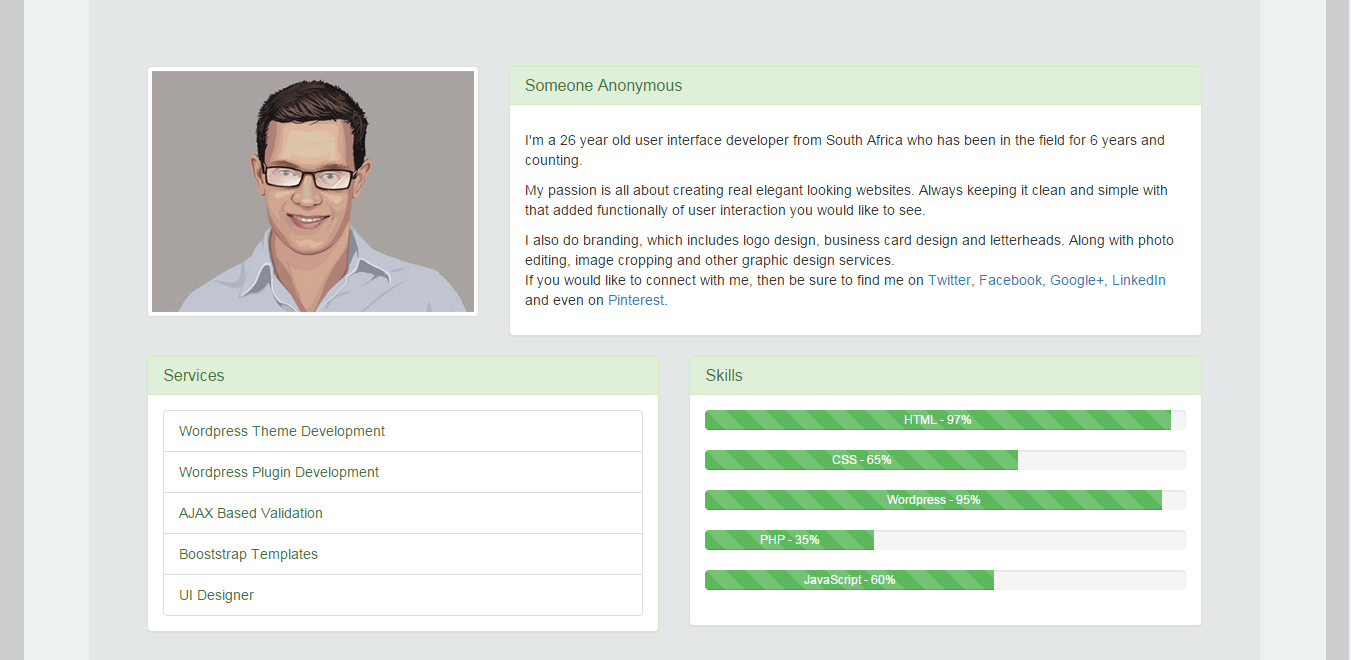 Someone Anonymous
I'm a 26 year old user interface developer from South Africa who has been in the field for 6 years and
counting.
My passion is all about creating real elegant looking websites. Always keeping it clean and simple with
that added functionally of user interaction you would like to see.
I also do branding, which includes logo design, business card design and letterheads. Along with photo
editing, image cropping and other graphic design services.
If you would like to connect with me, then be sure to find me on Twitter, Facebook, Google+, LinkedIn
and even on Pinterest.
Services
Wordpress Theme Development
Wordpress Plugin Development
AJAX Based Validation
Booststrap Templates
UI Designer
Skills
HTML - 97%
CSS - 65%
Wordpress - 95%
PHP - 35%
JavaScript - 60%